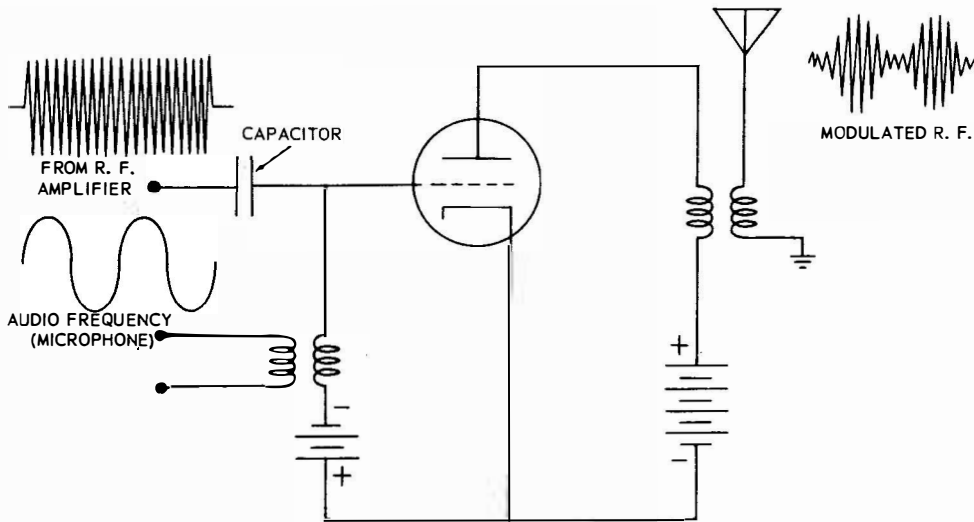 CAPACITOR
FROM R. F.
AMPLIFIER
AUDIO FREQUENCY
(MICROPHONE)
MODULATED R. F.
-
+
+
-